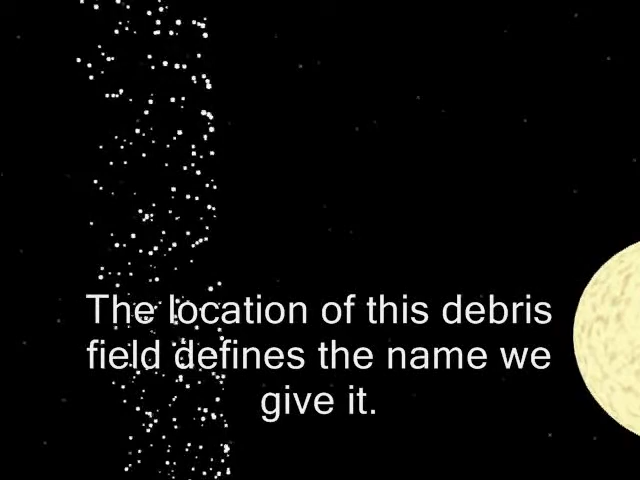 The location of this debris
field defines the name we
give it.